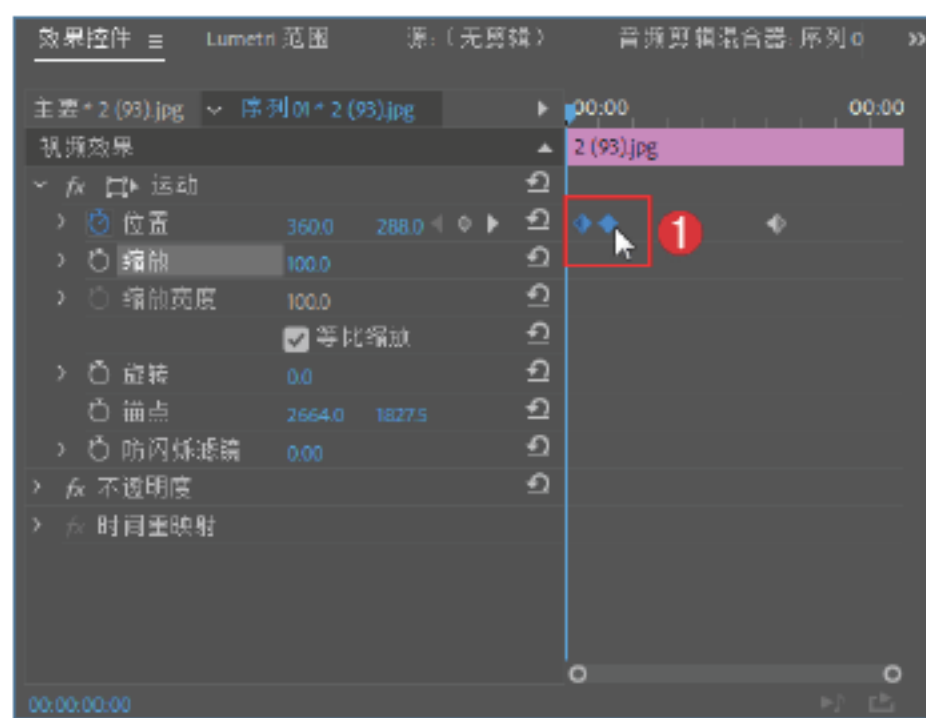 效果控件 Lumetri 范围 源:（无剪辑） 音频剪辑混合器: 序列 0
主要 * 2 (93).jpg 序列 01 * 2 (93).jpg 00:00 00:00
视频效果 2 (93).jpg
fx 运动
位置 360.0 288.0 1
缩放 100.0
缩放宽度 100.0
等比缩放
旋转 0.0
锚点 2664.0 1827.5
防闪烁滤镜 0.00
fx 不透明度
fx 时间重映射
00:00:00:00